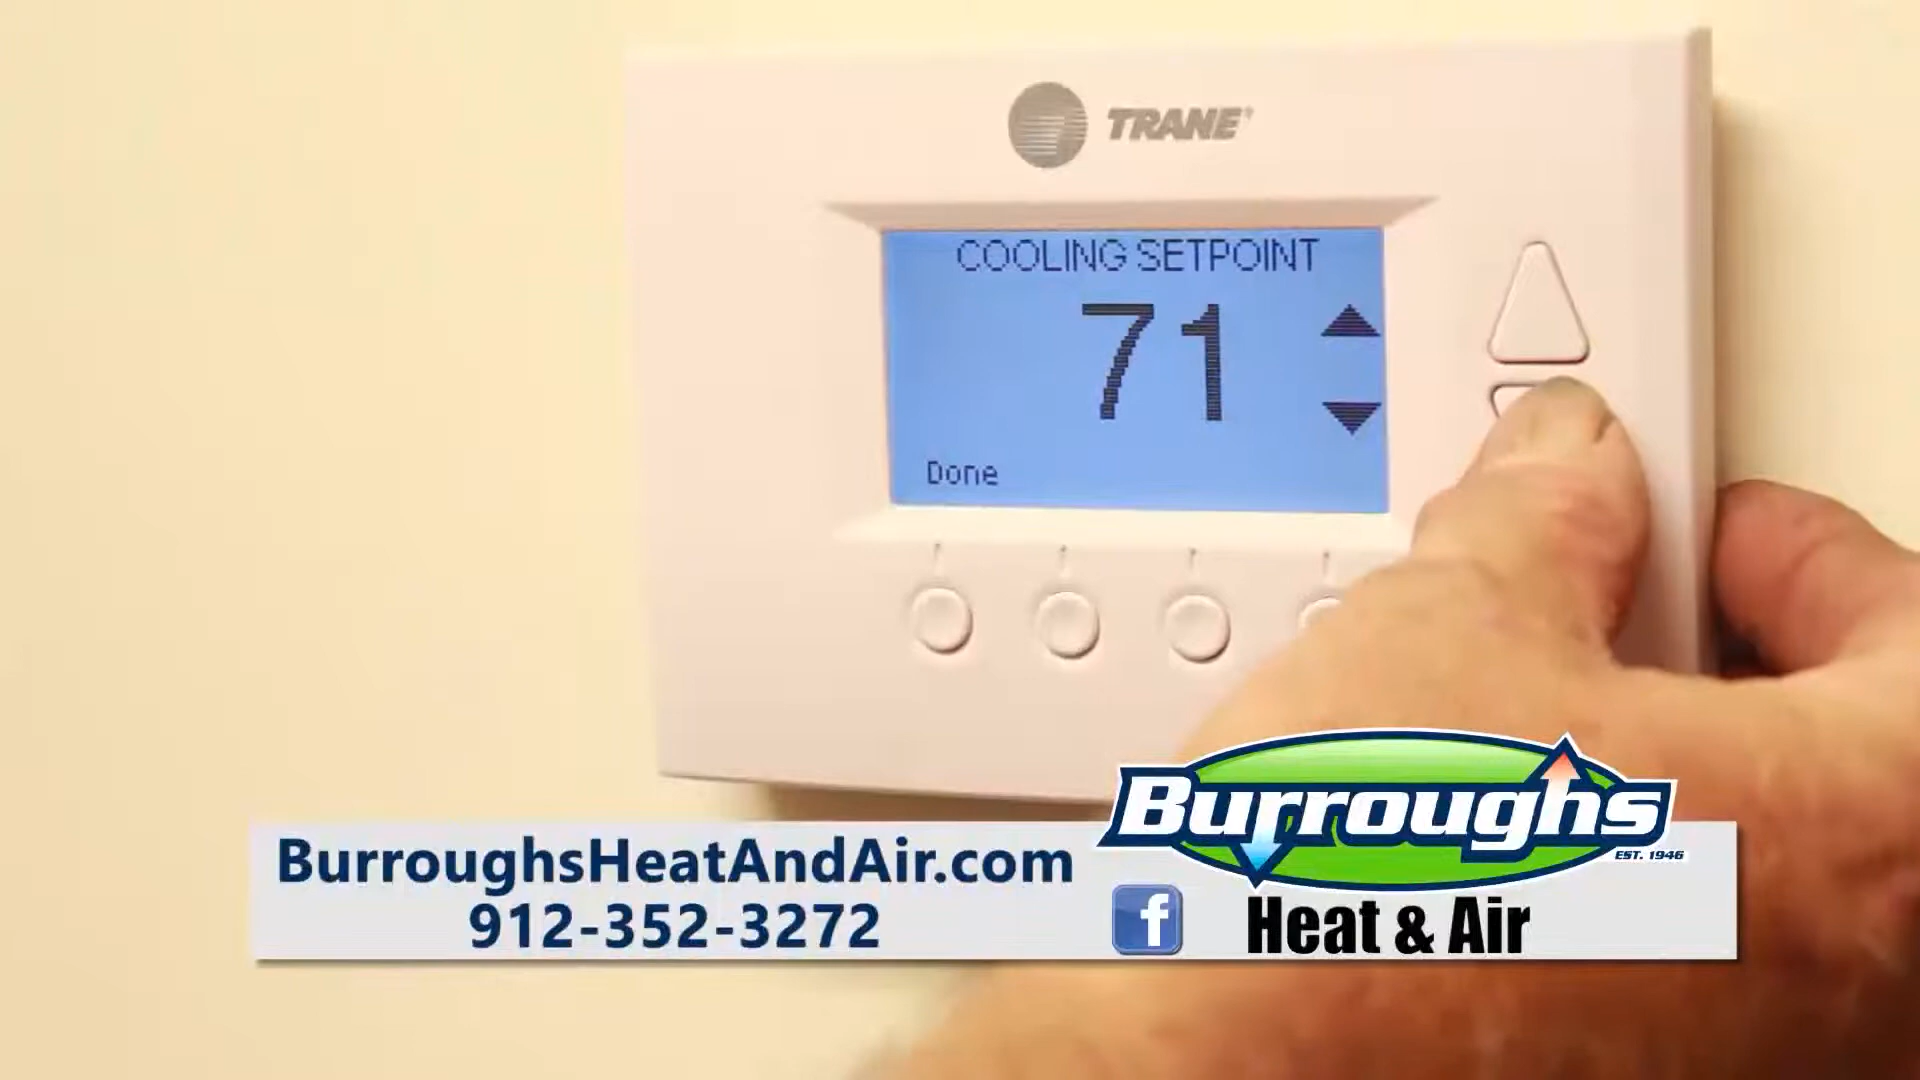 TRANE®
COOLING SETPOINT
71
Done
BurroughsHeatAndAir.com
912-352-3272
Burroughs
EST. 1946
f
Heat & Air